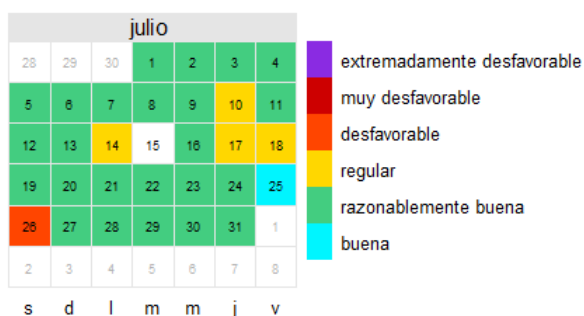 julio
28 29 30 1 2 3 4
5 6 7 8 9 10 11
12 13 14 15 16 17 18
19 20 21 22 23 24 25
26 27 28 29 30 31 1
2 3 4 5 6 7 8
s d l m m j v
extremadamente desfavorable
muy desfavorable
desfavorable
regular
razonablemente buena
buena